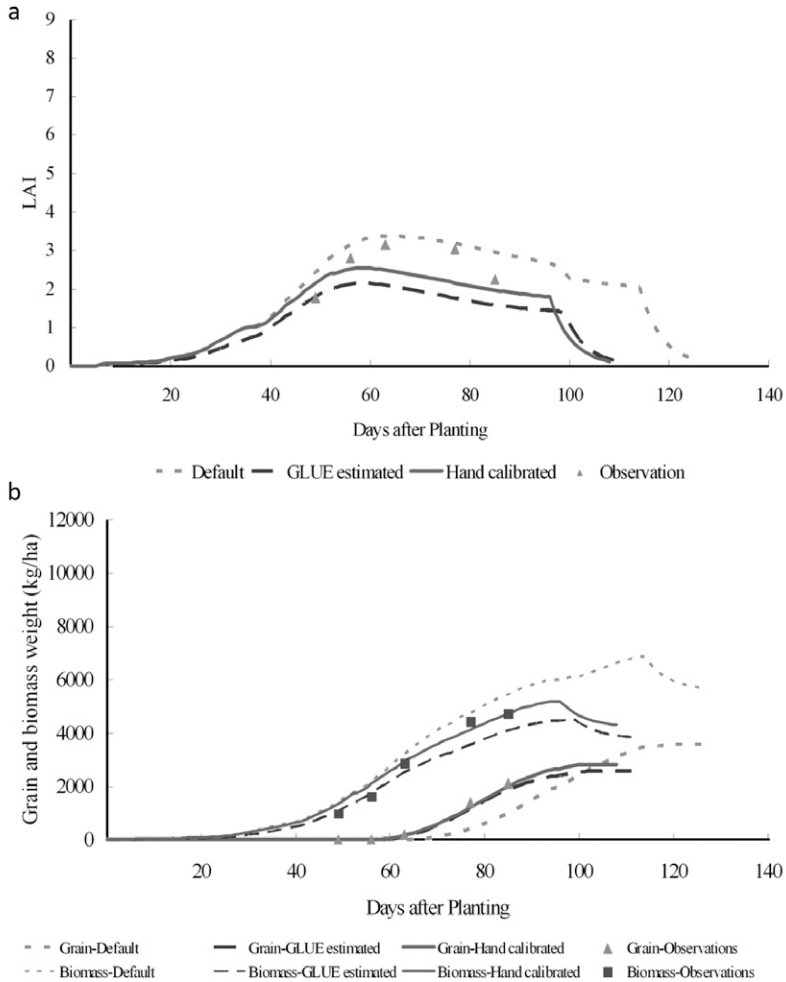 a
9
8
7
6
5
4
3
2
1
0
LAI
20 40 60 80 100 120 140
Days after Planting
Default GLUE estimated Hand calibrated Observation
b
12000
10000
8000
6000
4000
2000
0
Grain and biomass weight (kg/ha)
20 40 60 80 100 120 140
Days after Planting
Grain-Default Grain-GLUE estimated Grain-Hand calibrated Grain-Observations
Biomass-Default Biomass-GLUE estimated Biomass-Hand calibrated Biomass-Observations